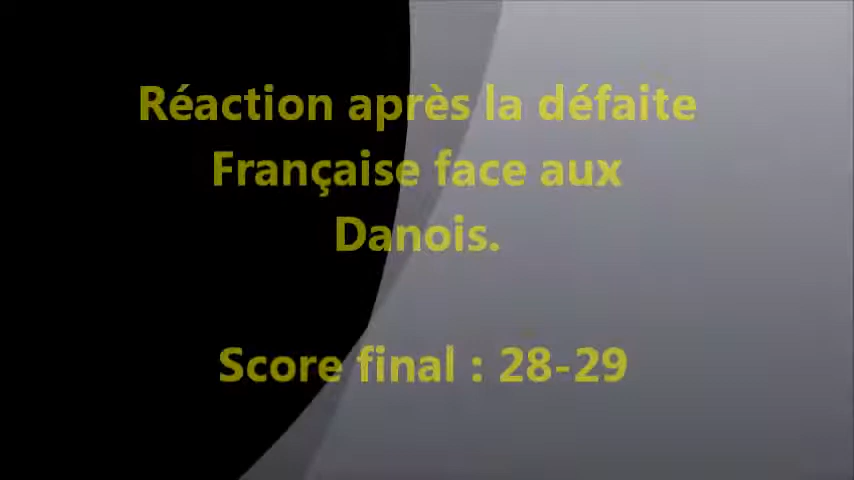 Réaction après la défaite
Française face aux
Danois.
Score final : 28-29